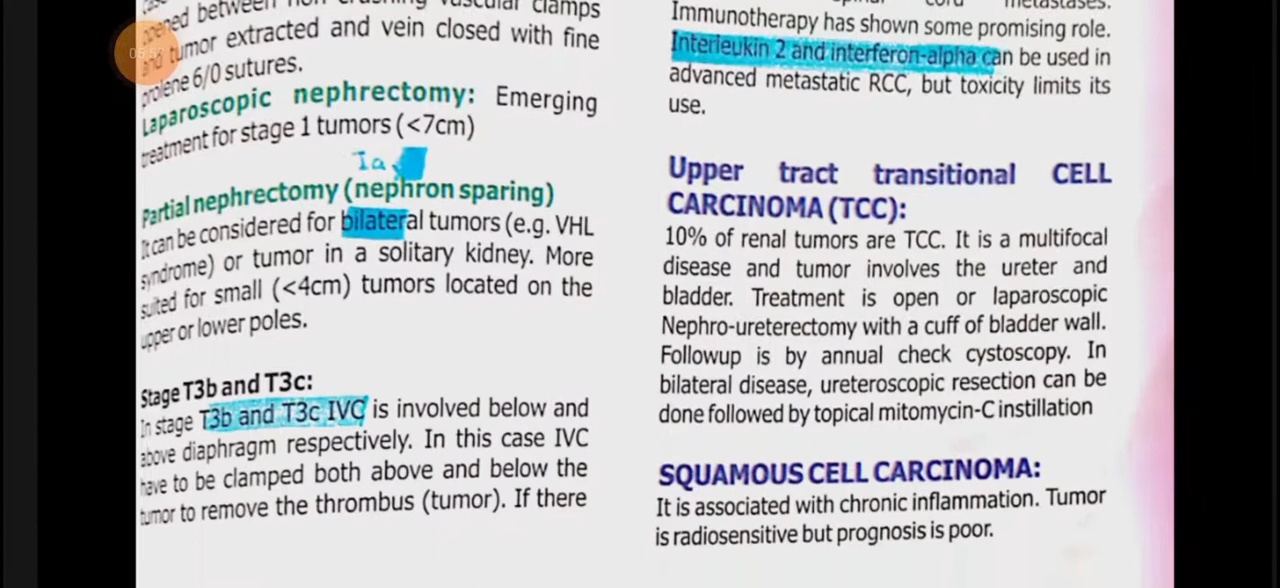 opened between non crushing vascular clamps
and tumor extracted and vein closed with fine
prolene 6/0 sutures.
Laparoscopic nephrectomy: Emerging
treatment for stage 1 tumors (<7cm)
Ia
Partial nephrectomy (nephron sparing)
It can be considered for bilateral tumors (e.g. VHL
syndrome) or tumor in a solitary kidney. More
suited for small (<4cm) tumors located on the
upper or lower poles.
Stage T3b and T3c:
In stage T3b and T3c IVC is involved below and
above diaphragm respectively. In this case IVC
have to be clamped both above and below the
tumor to remove the thrombus (tumor). If there
metastases.
Immunotherapy has shown some promising role.
Interleukin 2 and interferon-alpha can be used in
advanced metastatic RCC, but toxicity limits its
use.
Upper tract transitional CELL
CARCINOMA (TCC):
10% of renal tumors are TCC. It is a multifocal
disease and tumor involves the ureter and
bladder. Treatment is open or laparoscopic
Nephro-ureterectomy with a cuff of bladder wall.
Followup is by annual check cystoscopy. In
bilateral disease, ureteroscopic resection can be
done followed by topical mitomycin-C instillation
SQUAMOUS CELL CARCINOMA:
It is associated with chronic inflammation. Tumor
is radiosensitive but prognosis is poor.